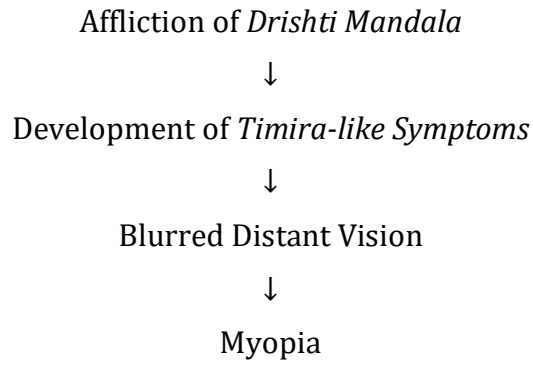 Affliction of Drishti Mandala
↓
Development of Timira-like Symptoms
↓
Blurred Distant Vision
↓
Myopia